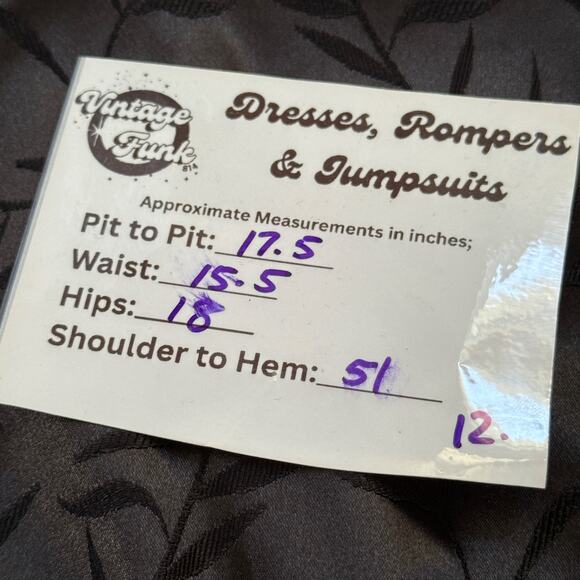 Vintage
Funk
814
Dresses, Rompers
& Jumpsuits
Approximate Measurements in inches;
Pit to Pit: 17.5
Waist: 15.5
Hips: 18
Shoulder to Hem: 51
12.